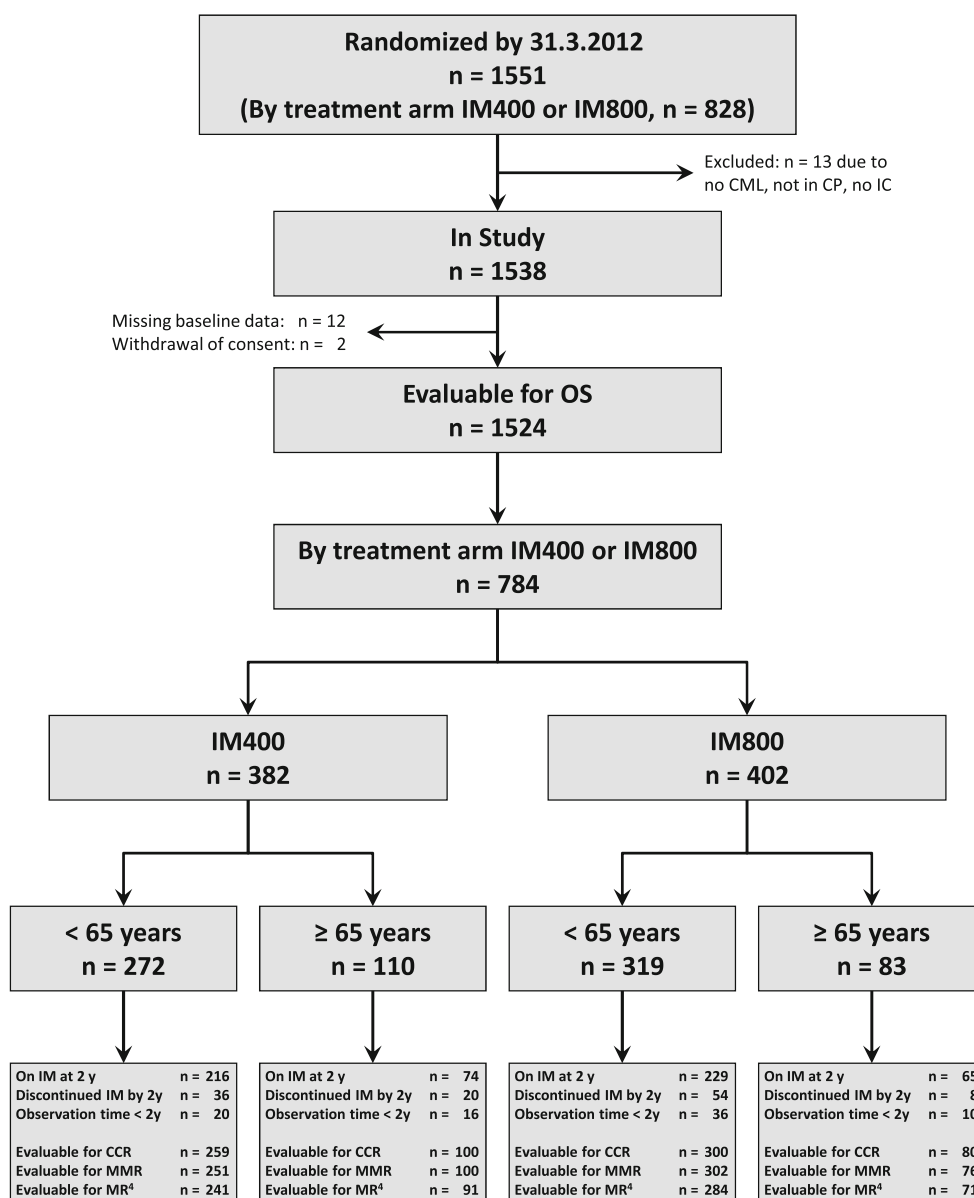 Randomized by 31.3.2012
n = 1551
(By treatment arm IM400 or IM800, n = 828)
Excluded: n = 13 due to
no CML, not in CP, no IC
In Study
n = 1538
Missing baseline data: n = 12
Withdrawal of consent: n = 2
Evaluable for OS
n = 1524
By treatment arm IM400 or IM800
n = 784
IM400
n = 382
IM800
n = 402
< 65 years
n = 272
≥ 65 years
n = 110
< 65 years
n = 319
≥ 65 years
n = 83
On IM at 2 y n = 216
Discontinued IM by 2y n = 36
Observation time < 2y n = 20
Evaluable for CCR n = 259
Evaluable for MMR n = 251
Evaluable for MR⁴ n = 241
On IM at 2 y n = 74
Discontinued IM by 2y n = 20
Observation time < 2y n = 16
Evaluable for CCR n = 100
Evaluable for MMR n = 100
Evaluable for MR⁴ n = 91
On IM at 2 y n = 229
Discontinued IM by 2y n = 54
Observation time < 2y n = 36
Evaluable for CCR n = 300
Evaluable for MMR n = 302
Evaluable for MR⁴ n = 284
On IM at 2 y n = 65
Discontinued IM by 2y n = 8
Observation time < 2y n = 10
Evaluable for CCR n = 80
Evaluable for MMR n = 76
Evaluable for MR⁴ n =